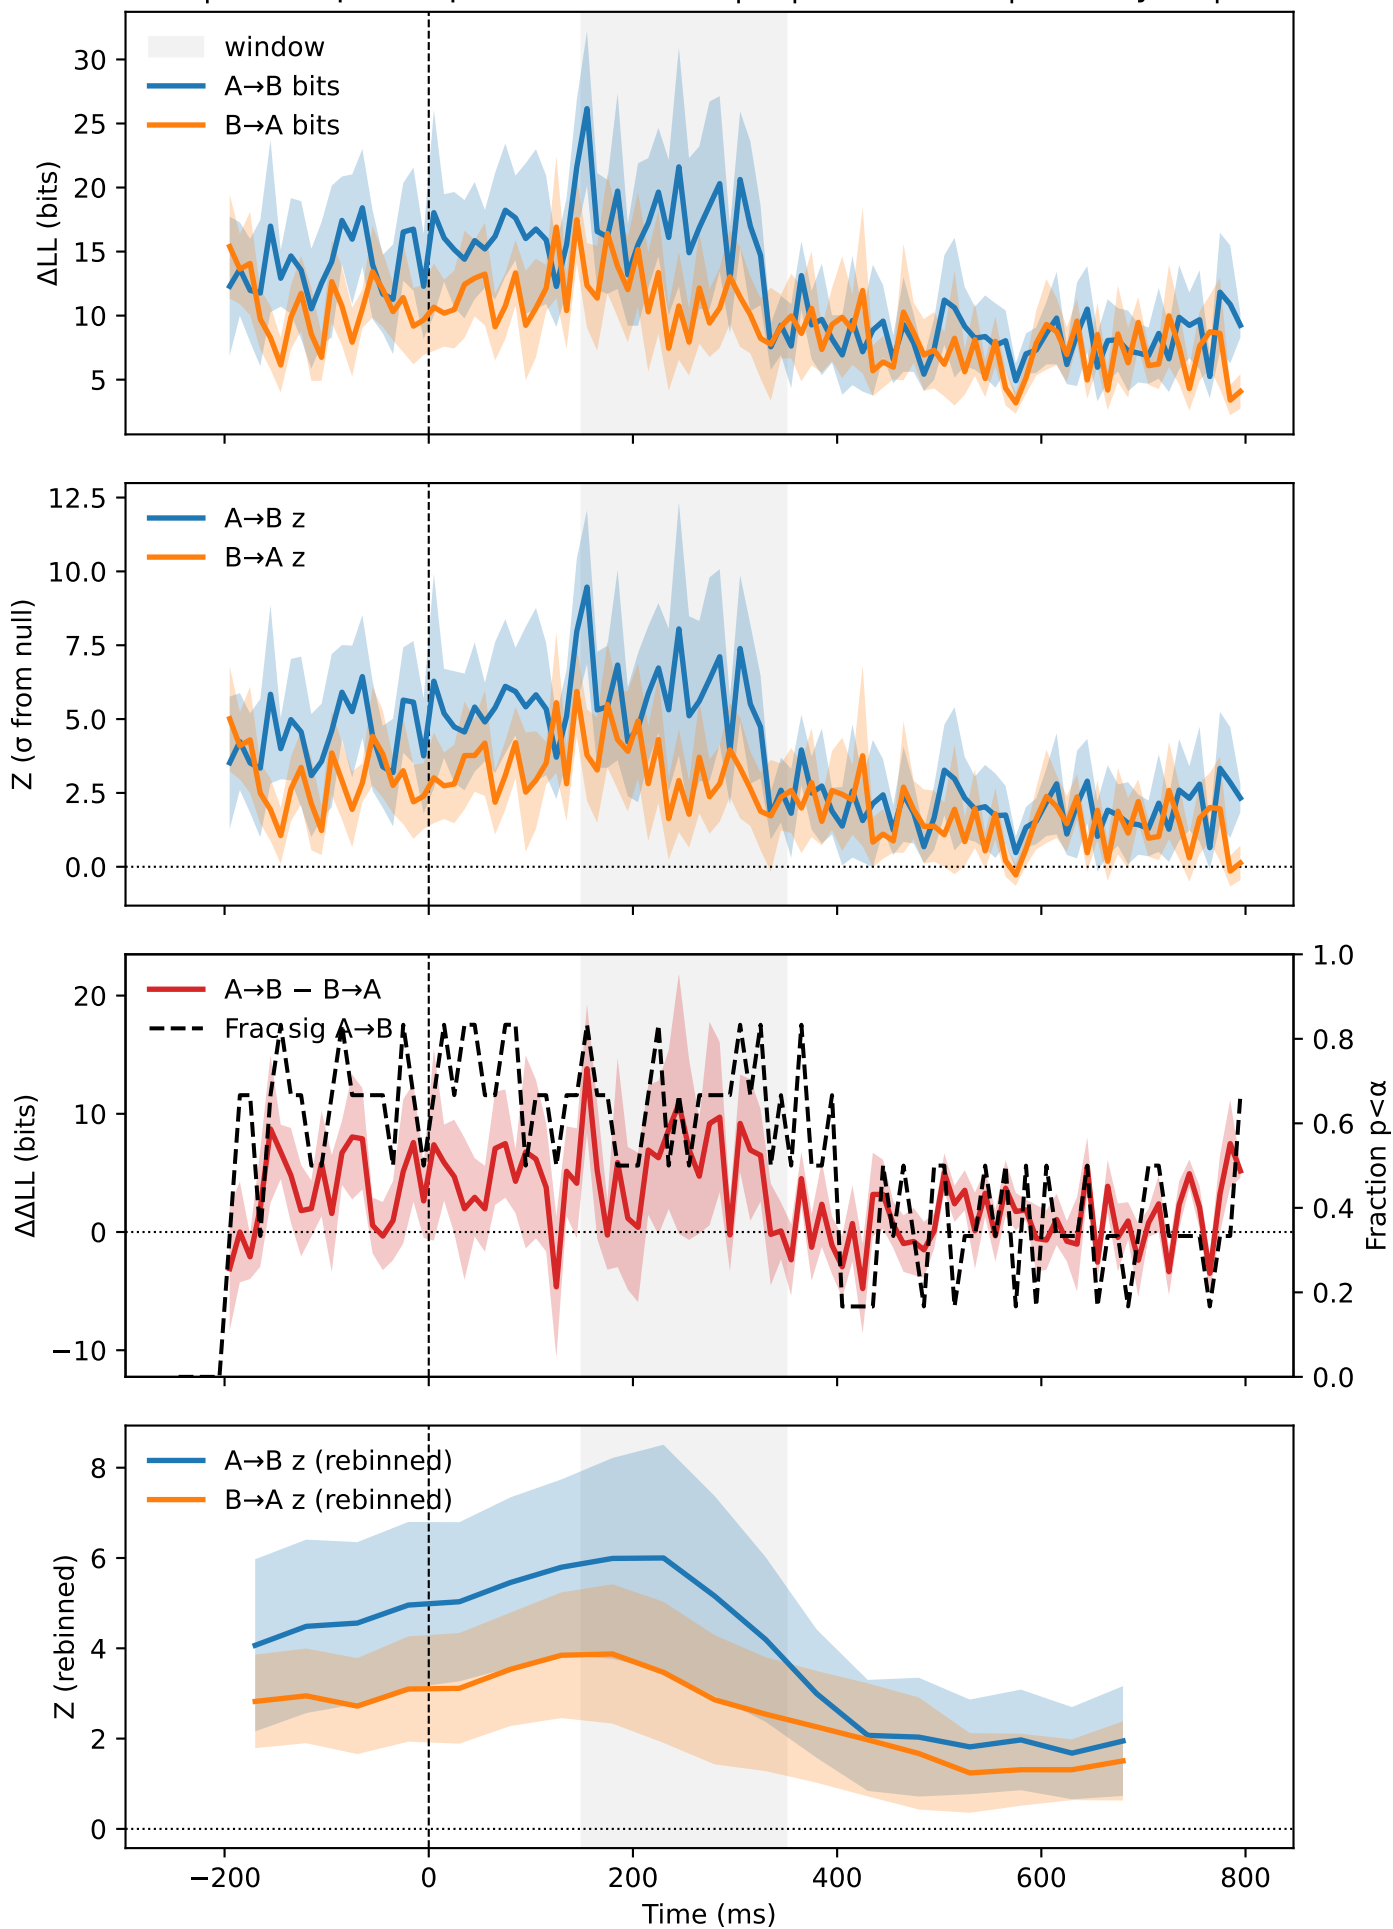 30
25
20
15
10
5
ΔLL (bits)
window
A→B bits
B→A bits
12.5
10.0
7.5
5.0
2.5
0.0
Z (σ from null)
A→B z
B→A z
20
10
0
−10
ΔΔLL (bits)
A→B − B→A
Frac sig A→B
1.0
0.8
0.6
0.4
0.2
0.0
Fraction p<α
8
6
4
2
0
Z (rebinned)
A→B z (rebinned)
B→A z (rebinned)
−200 0 200 400 600 800
Time (ms)